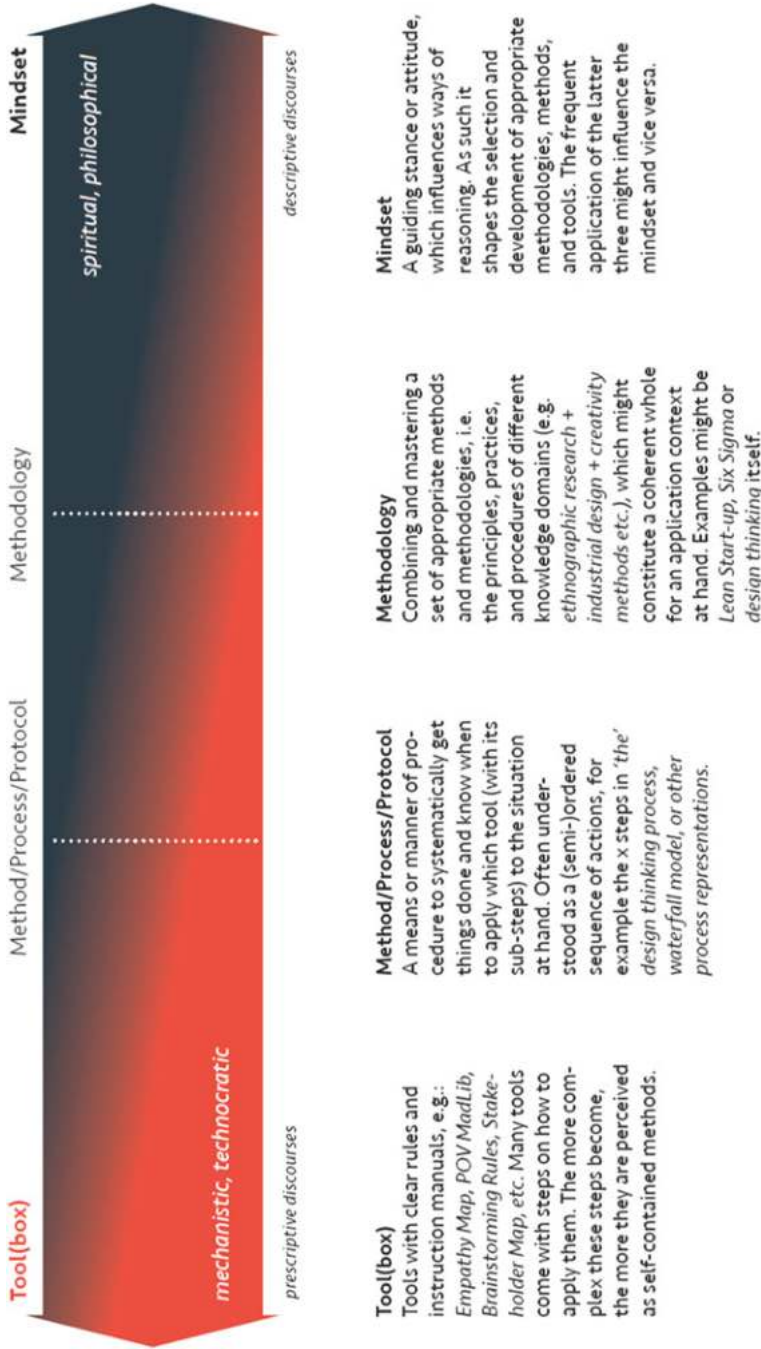 Tool(box)
Method/Process/Protocol
Methodology
Mindset
mechanistic, technocratic
spiritual, philosophical
prescriptive discourses
descriptive discourses
Tool(box)
Tools with clear rules and
instruction manuals, e.g.:
Empathy Map, POV MadLib,
Brainstorming Rules, Stake-
holder Map, etc. Many tools
come with steps on how to
apply them. The more com-
plex these steps become,
the more they are perceived
as self-contained methods.
Method/Process/Protocol
A means or manner of pro-
cedure to systematically get
things done and know when
to apply which tool (with its
sub-steps) to the situation
at hand. Often under-
stood as a (semi-)ordered
sequence of actions, for
example the x steps in ‘the’
design thinking process,
waterfall model, or other
process representations.
Methodology
Combining and mastering a
set of appropriate methods
and methodologies, i.e.
the principles, practices,
and procedures of different
knowledge domains (e.g.
ethnographic research +
industrial design + creativity
methods etc.), which might
constitute a coherent whole
for an application context
at hand. Examples might be
Lean Start-up, Six Sigma or
design thinking itself.
Mindset
A guiding stance or attitude,
which influences ways of
reasoning. As such it
shapes the selection and
development of appropriate
methodologies, methods,
and tools. The frequent
application of the latter
three might influence the
mindset and vice versa.